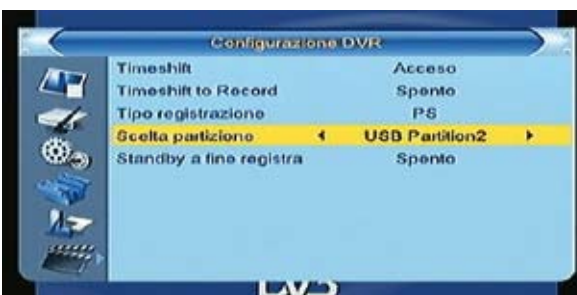 Configurazione DVR
Timeshift Acceso
Timeshift to Record Spento
Tipo registrazione PS
Scelta partizione USB Partition2
Standby a fine registra Spento